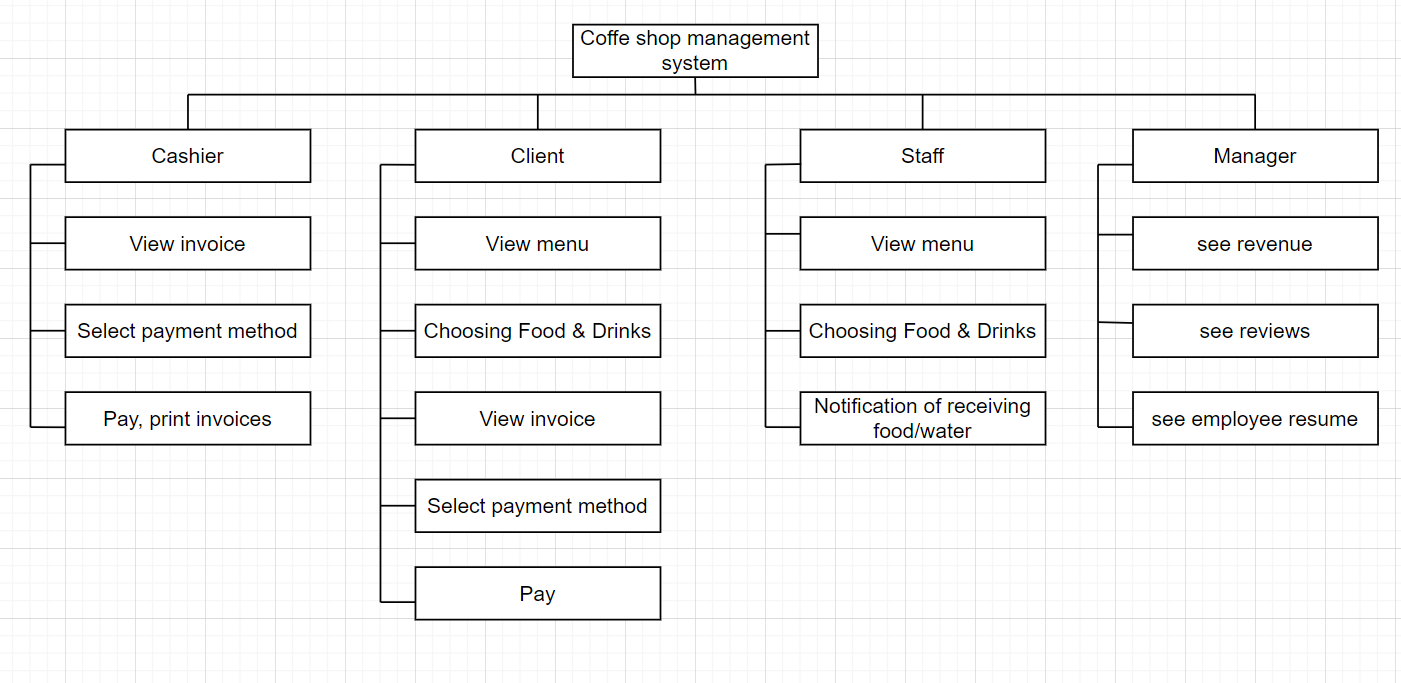 Coffe shop management
system
Cashier
Client
Staff
Manager
View invoice
View menu
View menu
see revenue
Select payment method
Choosing Food & Drinks
Choosing Food & Drinks
see reviews
Pay, print invoices
View invoice
Notification of receiving
food/water
see employee resume
Select payment method
Pay